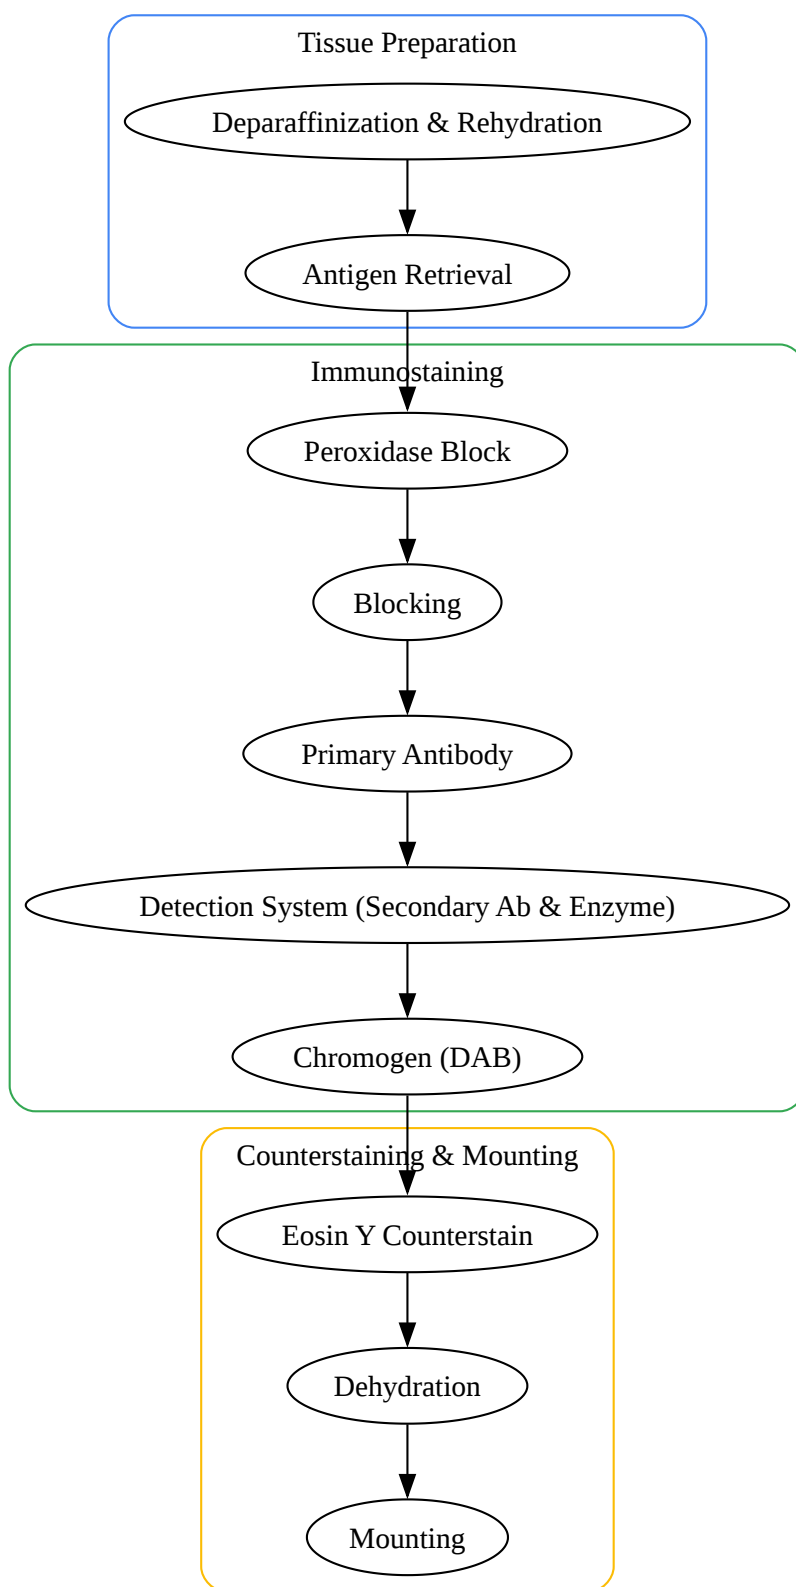 Tissue Preparation
Deparaffinization & Rehydration
Antigen Retrieval
Immunostaining
Peroxidase Block
Blocking
Primary Antibody
Detection System (Secondary Ab & Enzyme)
Chromogen (DAB)
Counterstaining & Mounting
Eosin Y Counterstain
Dehydration
Mounting